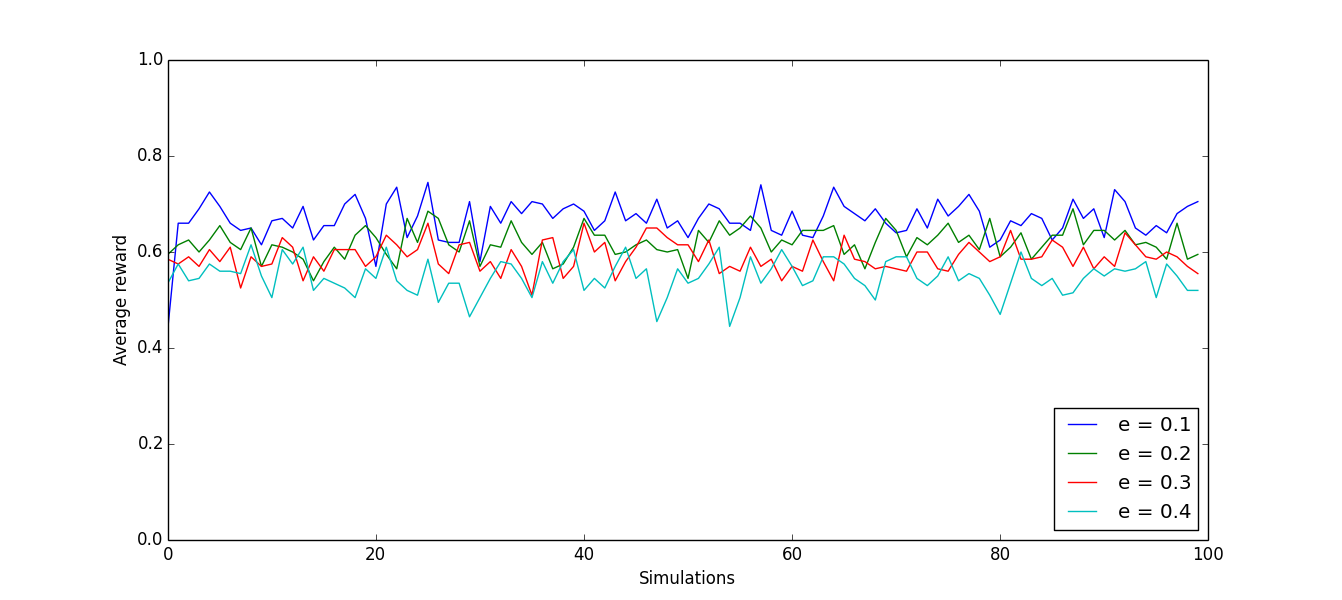 1.0
0.8
0.6
0.4
0.2
0.0
Average reward
0 20 40 60 80 100
Simulations
e = 0.1
e = 0.2
e = 0.3
e = 0.4